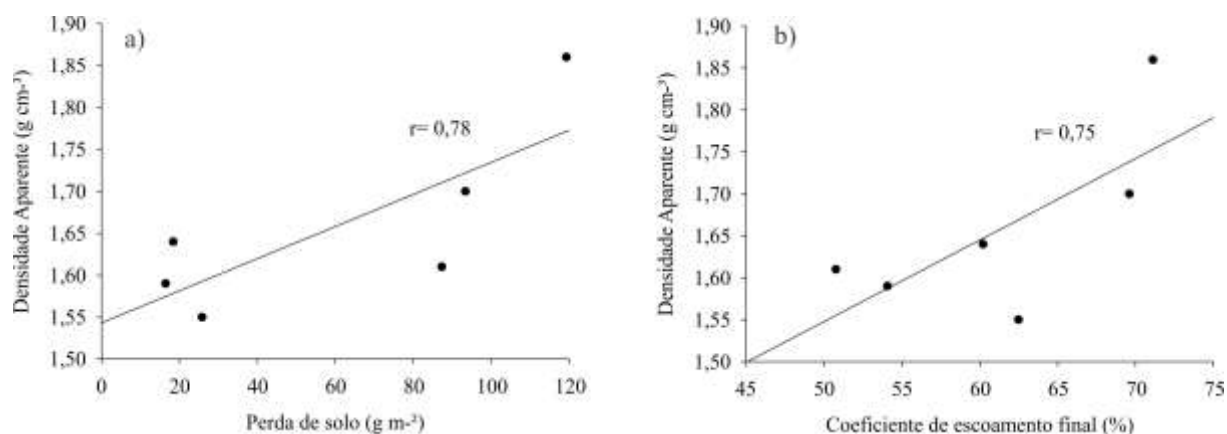 a)
Densidade Aparente (g cm-³)
1,90
1,85
1,80
1,75
1,70
1,65
1,60
1,55
1,50
r= 0,78
0 20 40 60 80 100 120
Perda de solo (g m-²)
b)
Densidade Aparente (g cm-³)
1,90
1,85
1,80
1,75
1,70
1,65
1,60
1,55
1,50
r= 0,75
45 50 55 60 65 70 75
Coeficiente de escoamento final (%)